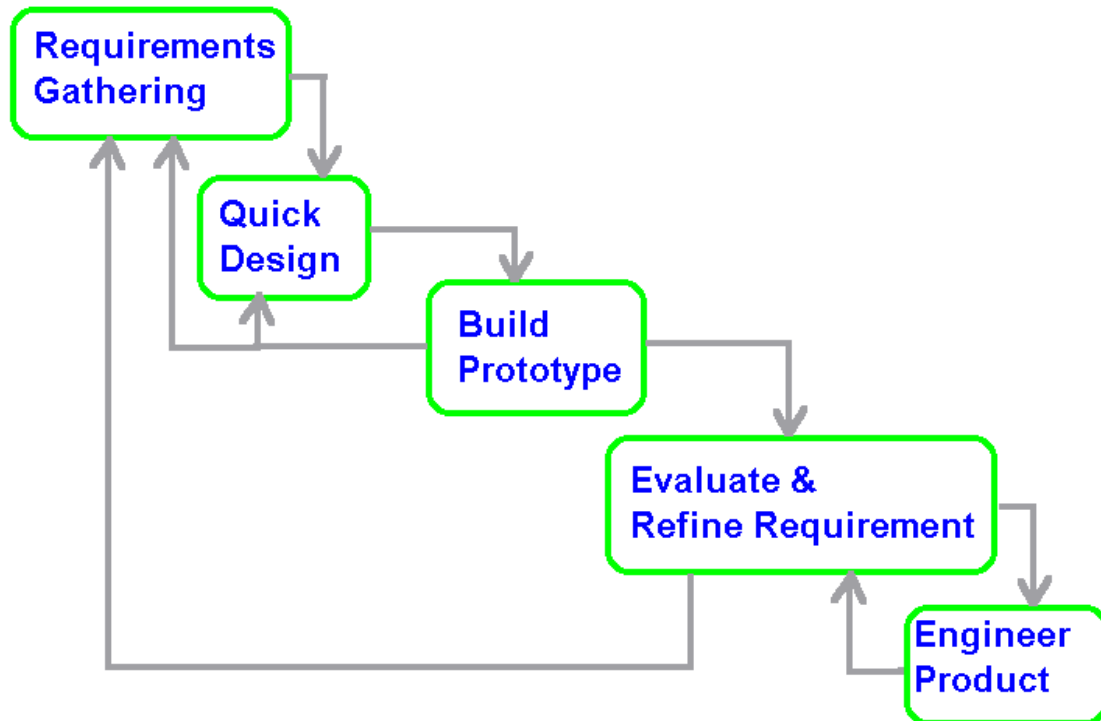 Requirements
Gathering
Quick
Design
Build
Prototype
Evaluate &
Refine Requirement
Engineer
Product